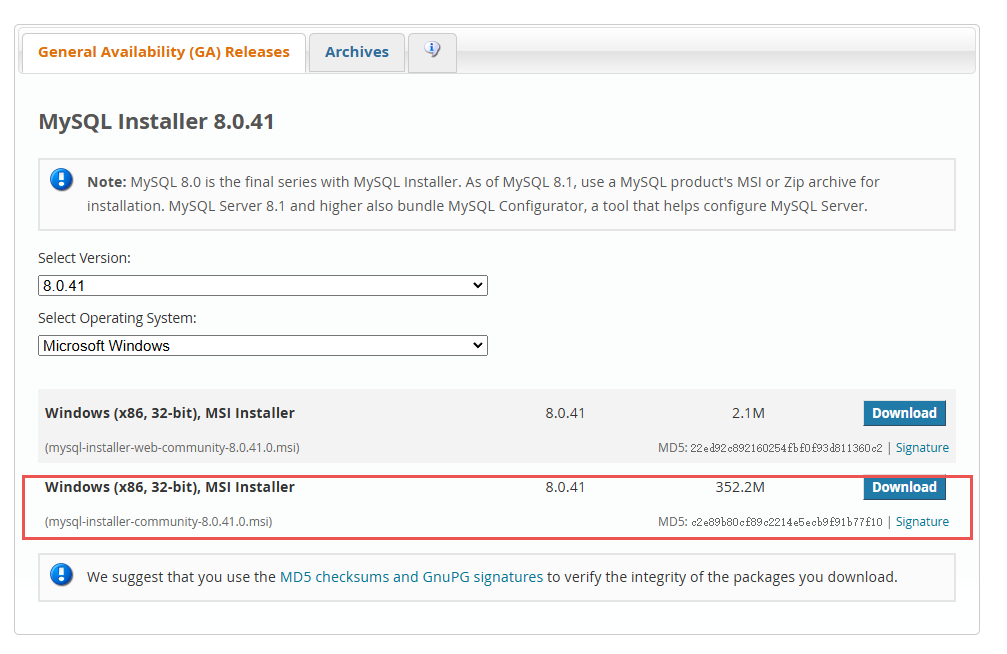 General Availability (GA) Releases Archives
MySQL Installer 8.0.41
Note: MySQL 8.0 is the final series with MySQL Installer. As of MySQL 8.1, use a MySQL product's MSI or Zip archive for
installation. MySQL Server 8.1 and higher also bundle MySQL Configurator, a tool that helps configure MySQL Server.
Select Version:
8.0.41
Select Operating System:
Microsoft Windows
Windows (x86, 32-bit), MSI Installer 8.0.41 2.1M Download
(mysql-installer-web-community-8.0.41.0.msi) MD5: 22ed92c892160254fbf0f93d811360c2 | Signature
Windows (x86, 32-bit), MSI Installer 8.0.41 352.2M Download
(mysql-installer-community-8.0.41.0.msi) MD5: c2e89b80cf89c2214e5ecb9f91b77f10 | Signature
We suggest that you use the MD5 checksums and GnuPG signatures to verify the integrity of the packages you download.